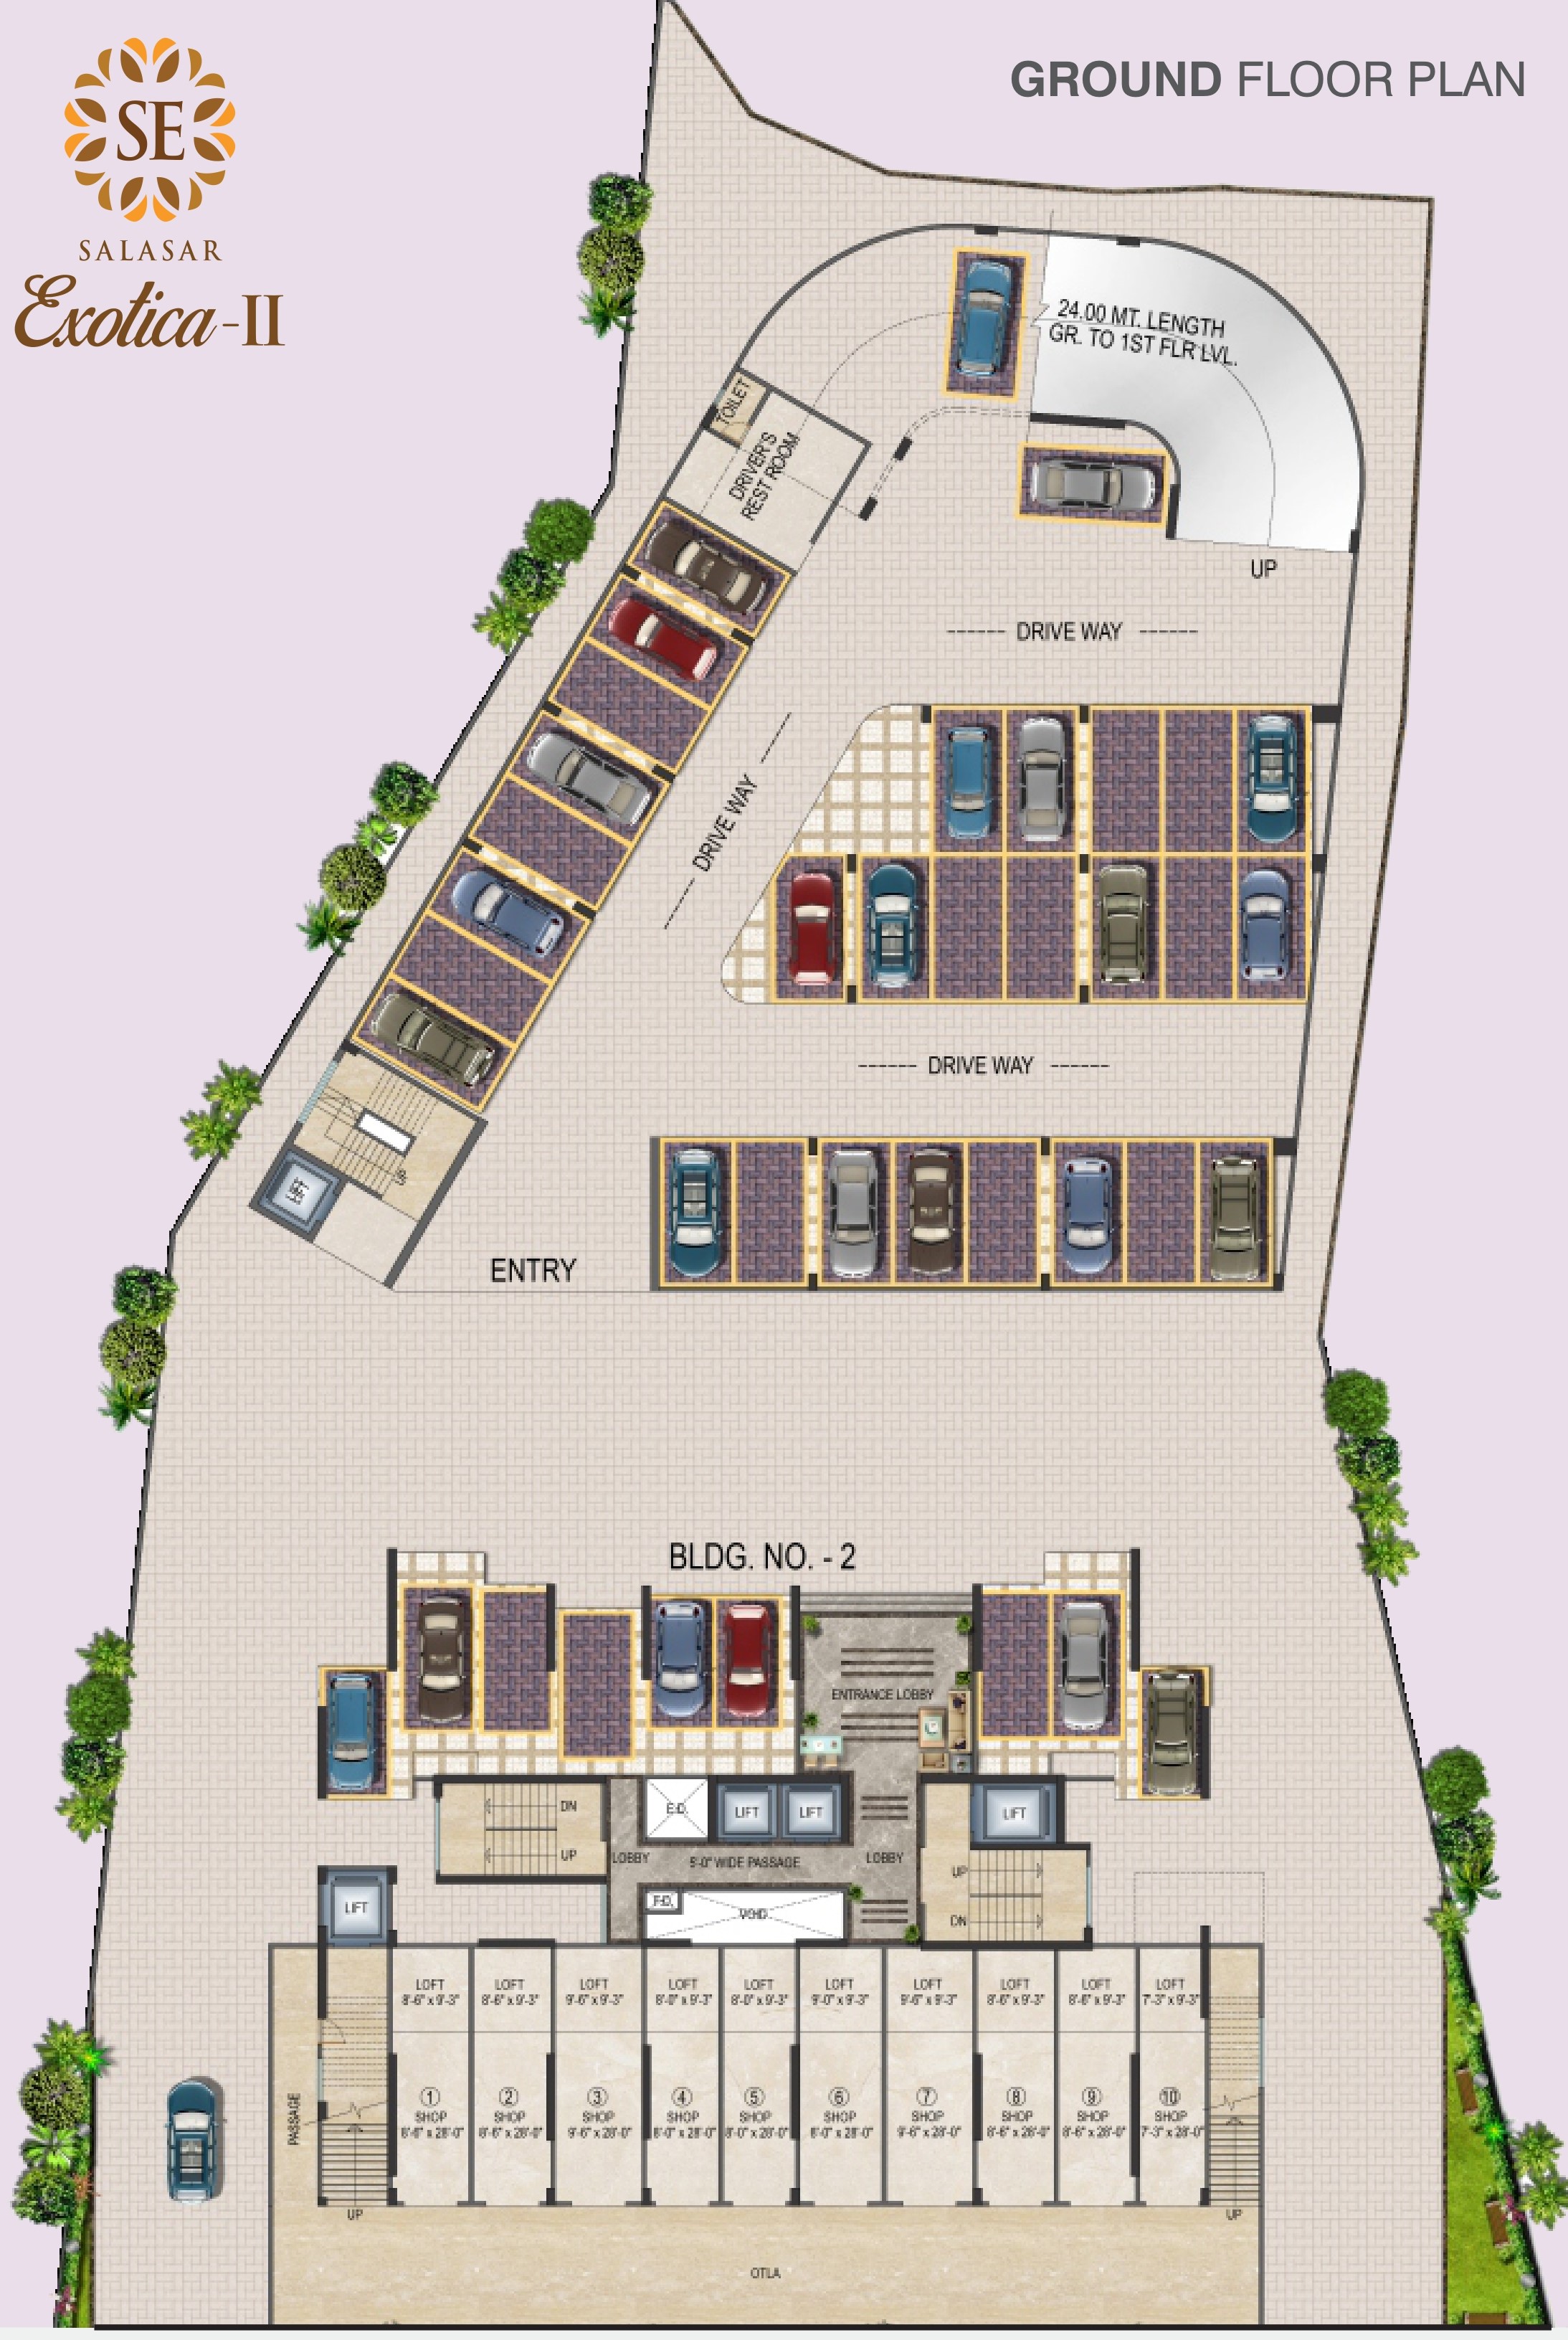 GROUND FLOOR PLAN
SE
SALASAR
Exotica-II
24.00 MT. LENGTH
GR. TO 1ST FLR LVL.
TOILET
DRIVER'S
REST ROOM
UP
------ DRIVE WAY ------
--- DRIVE WAY ---
------ DRIVE WAY ------
UP
LIFT
ENTRY
BLDG. NO. - 2
ENTRANCE LOBBY
DN
UP
E.D.
LIFT
LIFT
LIFT
LOBBY
5'-0" WIDE PASSAGE
LOBBY
UP
DN
F.D.
VOID
LIFT
LOFT
8'-6" x 9'-3"
LOFT
8'-6" x 9'-3"
LOFT
9'-6" x 9'-3"
LOFT
8'-0" x 9'-3"
LOFT
8'-0" x 9'-3"
LOFT
9'-0" x 9'-3"
LOFT
9'-6" x 9'-3"
LOFT
8'-6" x 9'-3"
LOFT
8'-6" x 9'-3"
LOFT
7'-3" x 9'-3"
PASSAGE
1
SHOP
8'-6" x 28'-0"
2
SHOP
8'-6" x 28'-0"
3
SHOP
9'-6" x 28'-0"
4
SHOP
8'-0" x 28'-0"
5
SHOP
8'-0" x 28'-0"
6
SHOP
x 28'-0"
7
SHOP
9'-6" x 28'-0"
8
SHOP
8'-6" x 28'-0"
9
SHOP
8'-6" x 28'-0"
10
SHOP
7'-3" x 28'-0"
UP
UP
OTLA